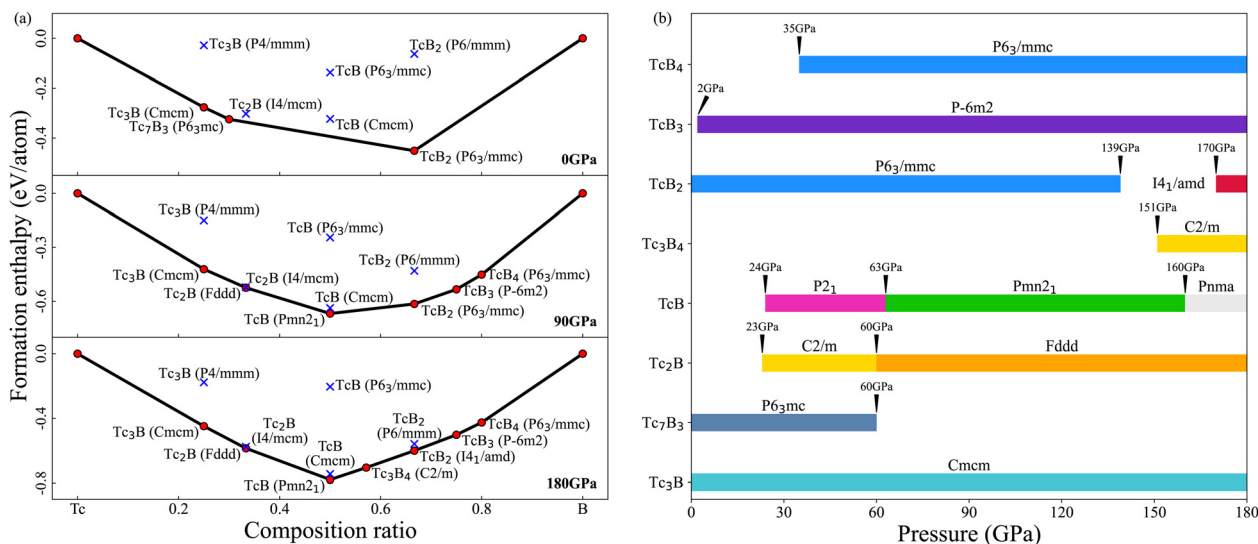 (a)
Formation enthalpy (eV/atom)
0.0
-0.2
-0.4
Tc₃B (P4/mmm)
TcB₂ (P6/mmm)
TcB (P6₃/mmc)
Tc₂B (I4/mcm)
Tc₃B (Cmcm)
Tc₇B₃ (P6₃mc)
TcB (Cmcm)
TcB₂ (P6₃/mmc)
0GPa
0.0
-0.3
-0.6
Tc₃B (P4/mmm)
TcB (P6₃/mmc)
TcB₂ (P6/mmm)
Tc₃B (Cmcm)
Tc₂B (I4/mcm)
TcB₄ (P6₃/mmc)
Tc₂B (Fddd)
TcB (Cmcm)
TcB₃ (P-6m2)
TcB₂ (P6₃/mmc)
TcB (Pmn2₁)
90GPa
0.0
-0.4
-0.8
Tc₃B (P4/mmm)
TcB (P6₃/mmc)
Tc₂B
(I4/mcm)
TcB₂
(P6/mmm)
TcB₄ (P6₃/mmc)
Tc₃B (Cmcm)
TcB₃ (P-6m2)
Tc₂B (Fddd)
TcB
(Cmcm)
TcB₂ (I4₁/amd)
Tc₃B₄ (C2/m)
TcB (Pmn2₁)
180GPa
Tc
0.2
0.4
0.6
0.8
B
Composition ratio
(b)
35GPa
P6₃/mmc
TcB₄
2GPa
P-6m2
TcB₃
P6₃/mmc
139GPa
170GPa
TcB₂
I4₁/amd
151GPa
C2/m
Tc₃B₄
24GPa
63GPa
160GPa
P2₁
Pmn2₁
Pnma
TcB
23GPa
60GPa
C2/m
Fddd
Tc₂B
60GPa
P6₃mc
Tc₇B₃
Cmcm
Tc₃B
0
30
60
90
120
150
180
Pressure (GPa)